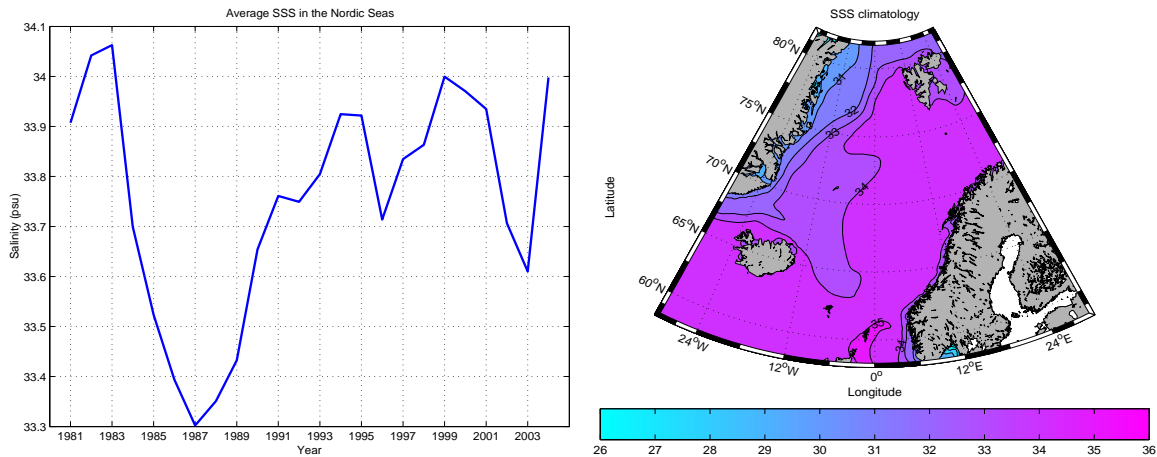 Average SSS in the Nordic Seas
34.1
34
33.9
33.8
33.7
33.6
33.5
33.4
33.3
Salinity (psu)
1981 1983 1985 1987 1989 1991 1993 1995 1997 1999 2001 2003
Year
SSS climatology
80°N
75°N
70°N
65°N
60°N
Latitude
31
32
33
34
35
34
24°W
12°W
0°
12°E
24°E
Longitude
26 27 28 29 30 31 32 33 34 35 36